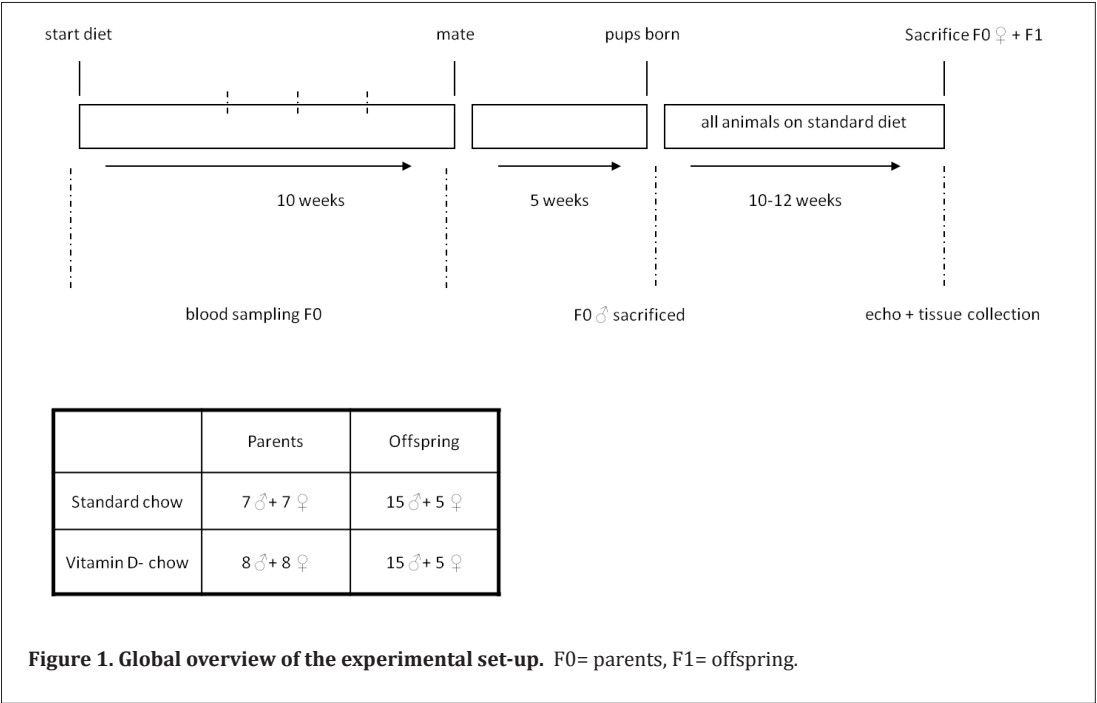 start diet
mate
pups born
Sacrifice F0 ♀ + F1
all animals on standard diet
10 weeks
5 weeks
10-12 weeks
blood sampling F0
F0 ♂ sacrificed
echo + tissue collection
Parents
Offspring
Standard chow
7 ♂+ 7 ♀
15 ♂+ 5 ♀
Vitamin D- chow
8 ♂+ 8 ♀
15 ♂+ 5 ♀
Figure 1. Global overview of the experimental set-up. F0= parents, F1= offspring.